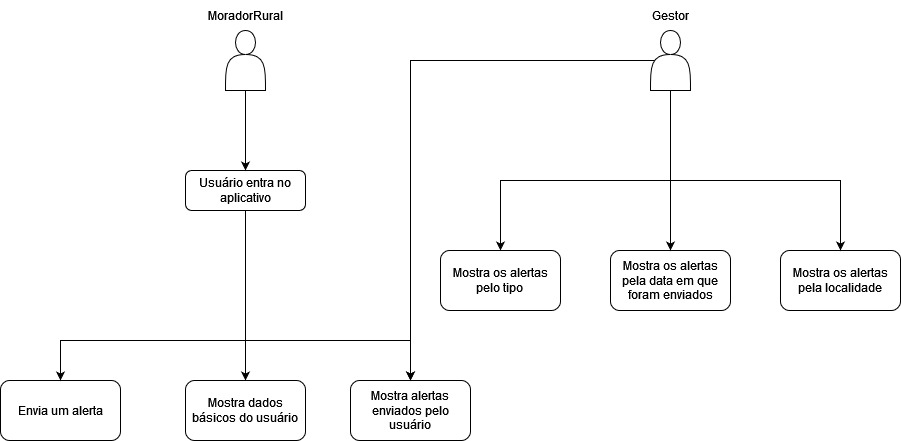 MoradorRural
Gestor
Usuário entra no
aplicativo
Mostra os alertas
pelo tipo
Mostra os alertas
pela data em que
foram enviados
Mostra os alertas
pela localidade
Envia um alerta
Mostra dados
básicos do usuário
Mostra alertas
enviados pelo
usuário